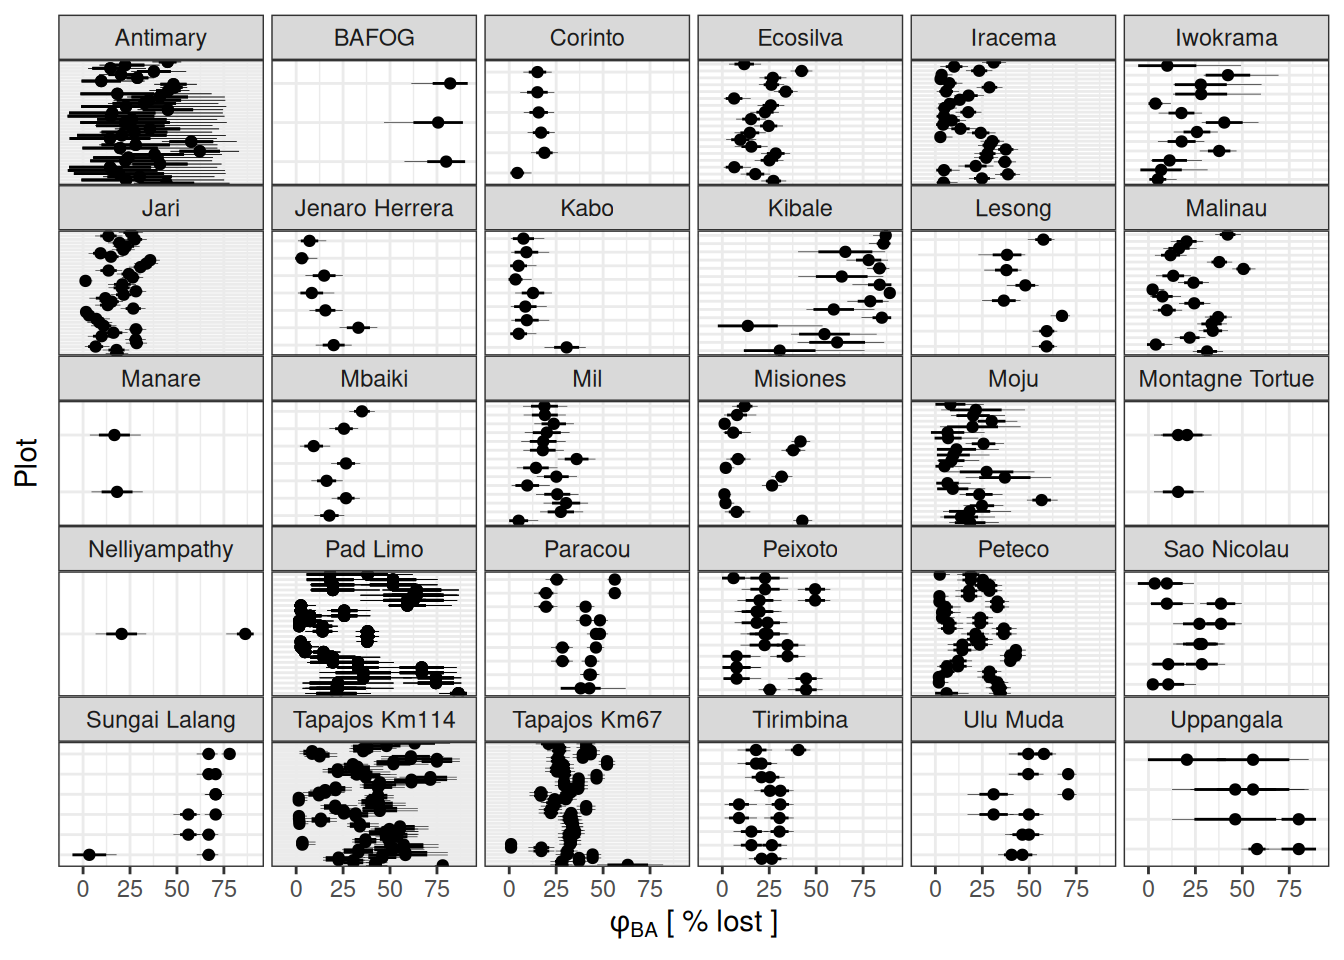 Antimary BAFOG Corinto Ecosilva Iracema Iwokrama
Jari Jenaro Herrera Kabo Kibale Lesong Malinau
Manare Mbaiki Mil Misiones Moju Montagne Tortue
Nelliyampathy Pad Limo Paracou Peixoto Peteco Sao Nicolau
Sungai Lalang Tapajos Km114 Tapajos Km67 Tirimbina Ulu Muda Uppangala
0 25 50 75 0 25 50 75 0 25 50 75 0 25 50 75 0 25 50 75 0 25 50 75
φBA [ % lost ]
Plot